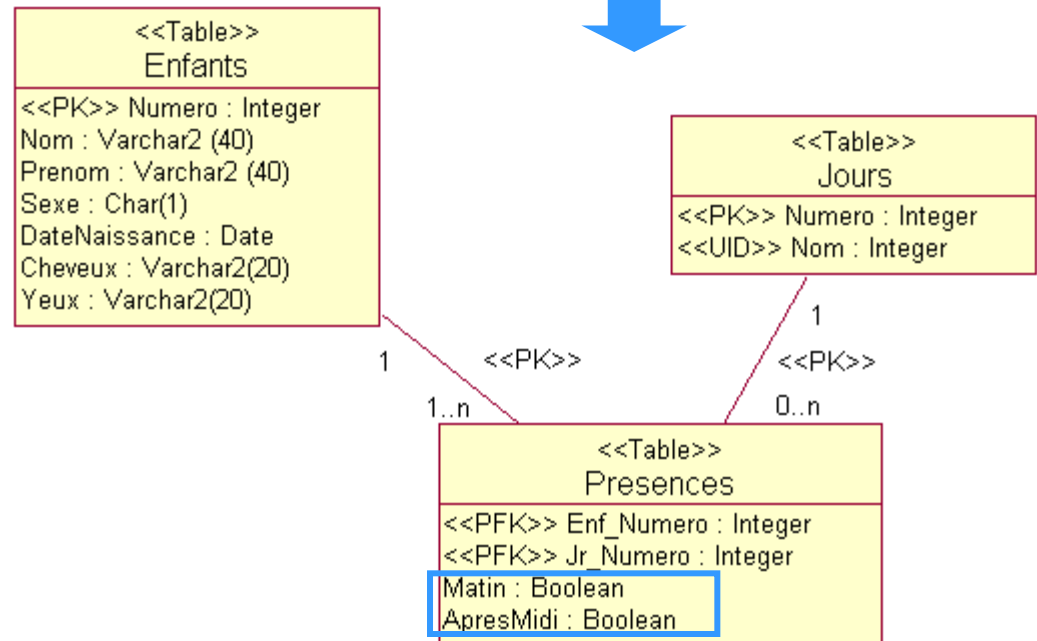 <<Table>>
Enfants
<<PK>> Numero : Integer
Nom : Varchar2 (40)
Prenom : Varchar2 (40)
Sexe : Char(1)
DateNaissance : Date
Cheveux : Varchar2(20)
Yeux : Varchar2(20)
<<Table>>
Jours
<<PK>> Numero : Integer
<<UID>> Nom : Integer
1
<<PK>>
1..n
1
<<PK>>
0..n
<<Table>>
Presences
<<PFK>> Enf_Numero : Integer
<<PFK>> Jr_Numero : Integer
Matin : Boolean
ApresMidi : Boolean